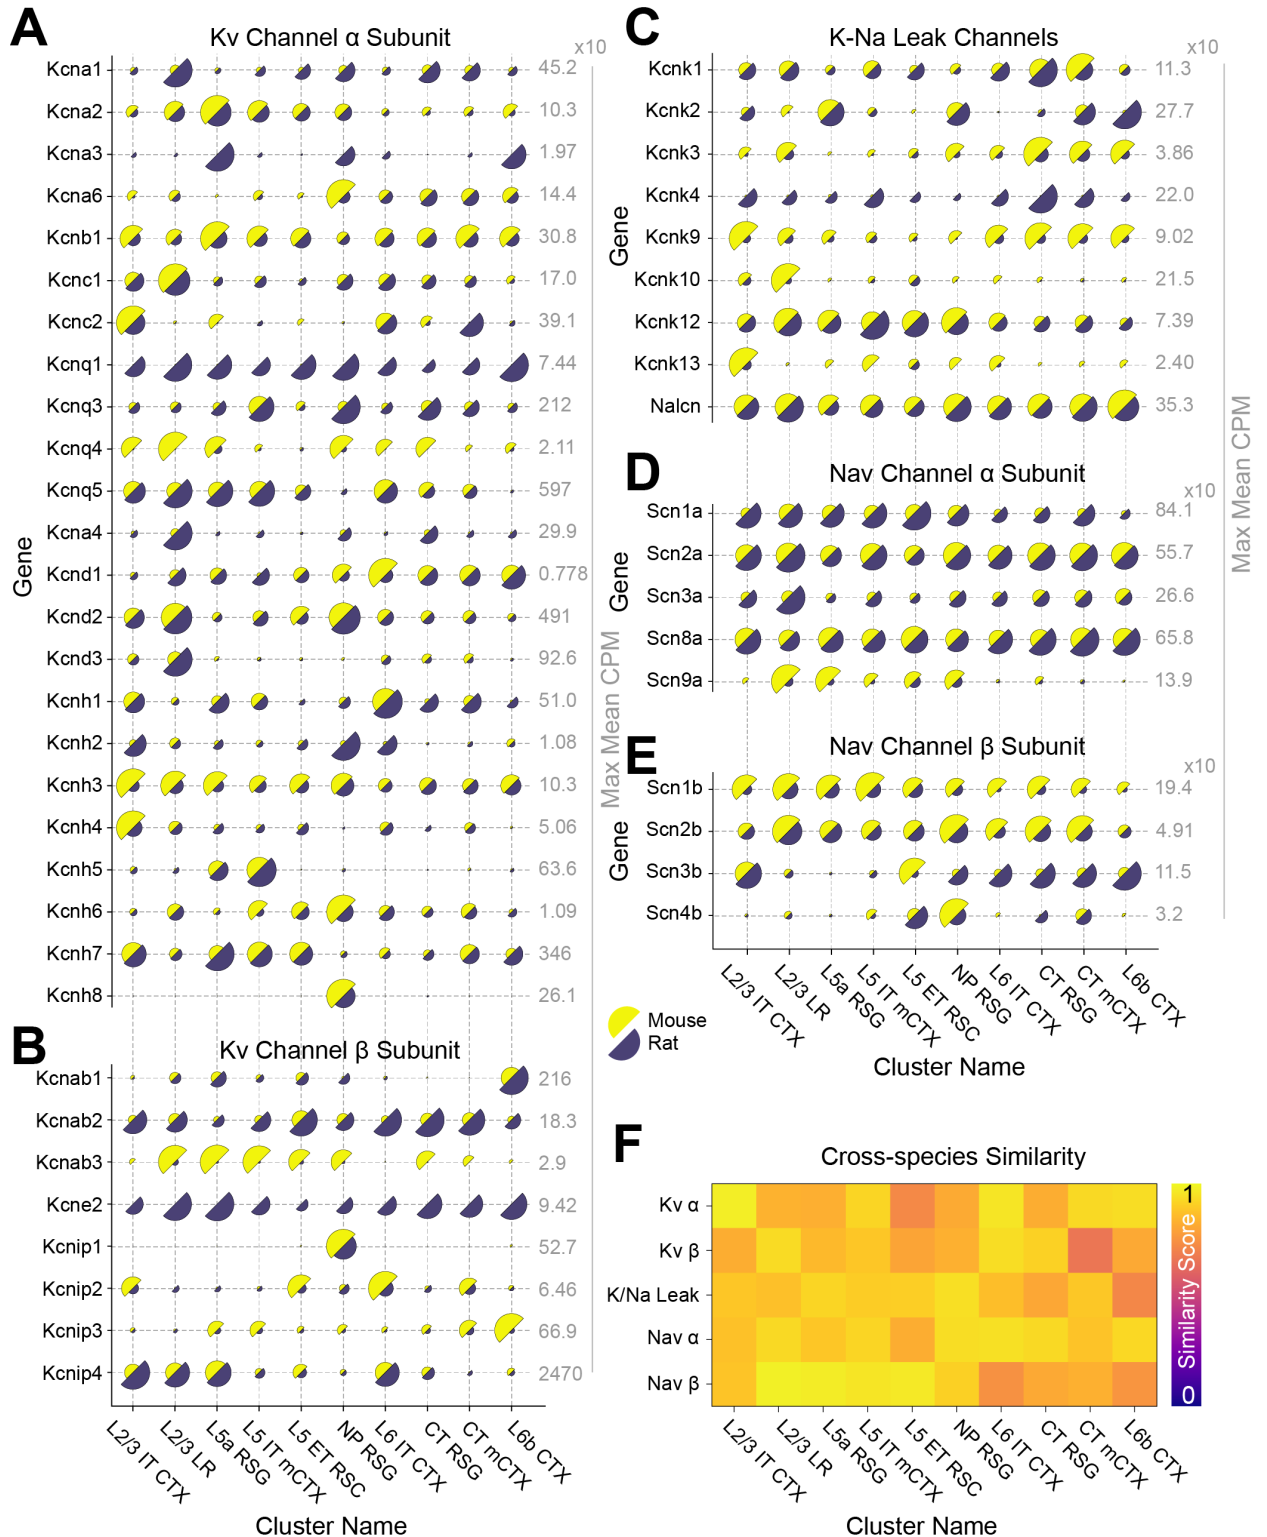 A
Kv Channel α Subunit
x10
Gene
Kcna1 45.2
Kcna2 10.3
Kcna3 1.97
Kcna6 14.4
Kcnb1 30.8
Kcnc1 17.0
Kcnc2 39.1
Kcnq1 7.44
Kcnq3 212
Kcnq4 2.11
Kcnq5 597
Kcna4 29.9
Kcnd1 0.778
Kcnd2 491
Kcnd3 92.6
Kcnh1 51.0
Kcnh2 1.08
Kcnh3 10.3
Kcnh4 5.06
Kcnh5 63.6
Kcnh6 1.09
Kcnh7 346
Kcnh8 26.1
Max Mean CPM
B
Kv Channel β Subunit
Kcnab1 216
Kcnab2 18.3
Kcnab3 2.9
Kcne2 9.42
Kcnip1 52.7
Kcnip2 6.46
Kcnip3 66.9
Kcnip4 2470
L2/3 IT CTX
L2/3 LR
L5a RSG
L5 IT mCTX
L5 ET RSC
NP RSG
L6 IT CTX
CT RSG
CT mCTX
L6b CTX
Cluster Name
C
K-Na Leak Channels
x10
Gene
Kcnk1 11.3
Kcnk2 27.7
Kcnk3 3.86
Kcnk4 22.0
Kcnk9 9.02
Kcnk10 21.5
Kcnk12 7.39
Kcnk13 2.40
Nalcn 35.3
Max Mean CPM
D
Nav Channel α Subunit
x10
Gene
Scn1a 84.1
Scn2a 55.7
Scn3a 26.6
Scn8a 65.8
Scn9a 13.9
E
Nav Channel β Subunit
x10
Gene
Scn1b 19.4
Scn2b 4.91
Scn3b 11.5
Scn4b 3.2
L2/3 IT CTX
L2/3 LR
L5a RSG
L5 IT mCTX
L5 ET RSC
NP RSG
L6 IT CTX
CT RSG
CT mCTX
L6b CTX
Cluster Name
Mouse
Rat
F
Cross-species Similarity
Kv α
Kv β
K/Na Leak
Nav α
Nav β
1
Similarity Score
0
L2/3 IT CTX
L2/3 LR
L5a RSG
L5 IT mCTX
L5 ET RSC
NP RSG
L6 IT CTX
CT RSG
CT mCTX
L6b CTX
Cluster Name